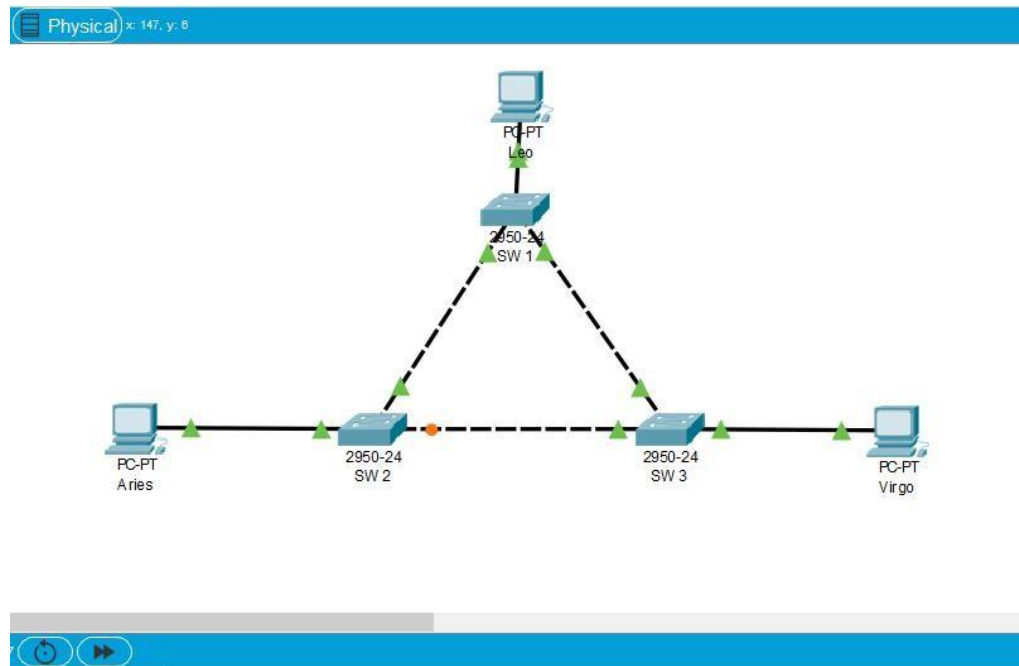 Physical x: 147, y: 6
PC-PT
Leo
2950-24
SW 1
PC-PT
Aries
2950-24
SW 2
2950-24
SW 3
PC-PT
Virgo